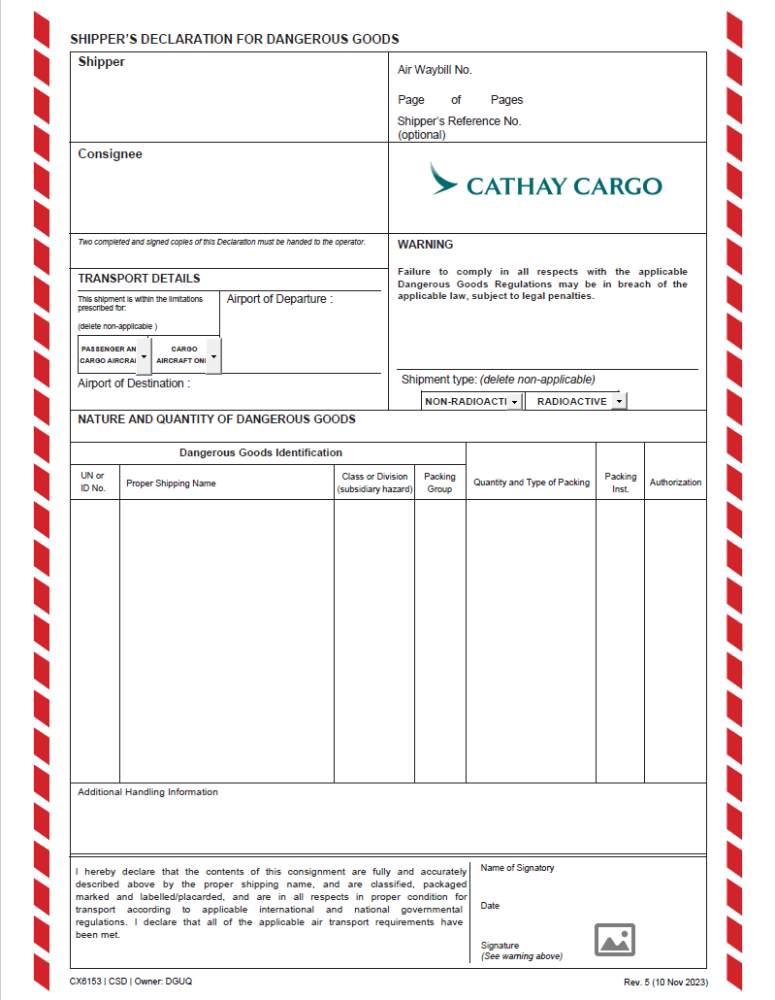 SHIPPER'S DECLARATION FOR DANGEROUS GOODS
Shipper
Air Waybill No.
Page of Pages
Shipper's Reference No.
(optional)
Consignee
CATHAY CARGO
Two completed and signed copies of this Declaration must be handed to the operator.
WARNING
Failure to comply in all respects with the applicable
Dangerous Goods Regulations may be in breach of the
applicable law, subject to legal penalties.
TRANSPORT DETAILS
This shipment is within the limitations
prescribed for:
(delete non-applicable )
Airport of Departure :
PASSENGER AN
CARGO AIRCRAI
CARGO
AIRCRAFT ONI
Airport of Destination :
Shipment type: (delete non-applicable)
NON-RADIOACTI RADIOACTIVE
NATURE AND QUANTITY OF DANGEROUS GOODS
Dangerous Goods Identification
UN or
ID No.
Proper Shipping Name
Class or Division
(subsidiary hazard)
Packing
Group
Quantity and Type of Packing
Packing
Inst.
Authorization
Additional Handling Information
I hereby declare that the contents of this consignment are fully and accurately
described above by the proper shipping name, and are classified, packaged
marked and labelled/placarded, and are in all respects in proper condition for
transport according to applicable international and national governmental
regulations. I declare that all of the applicable air transport requirements have
been met.
Name of Signatory
Date
Signature
(See warning above)
CX6153 | CSD | Owner: DGUQ
Rev. 5 (10 Nov 2023)